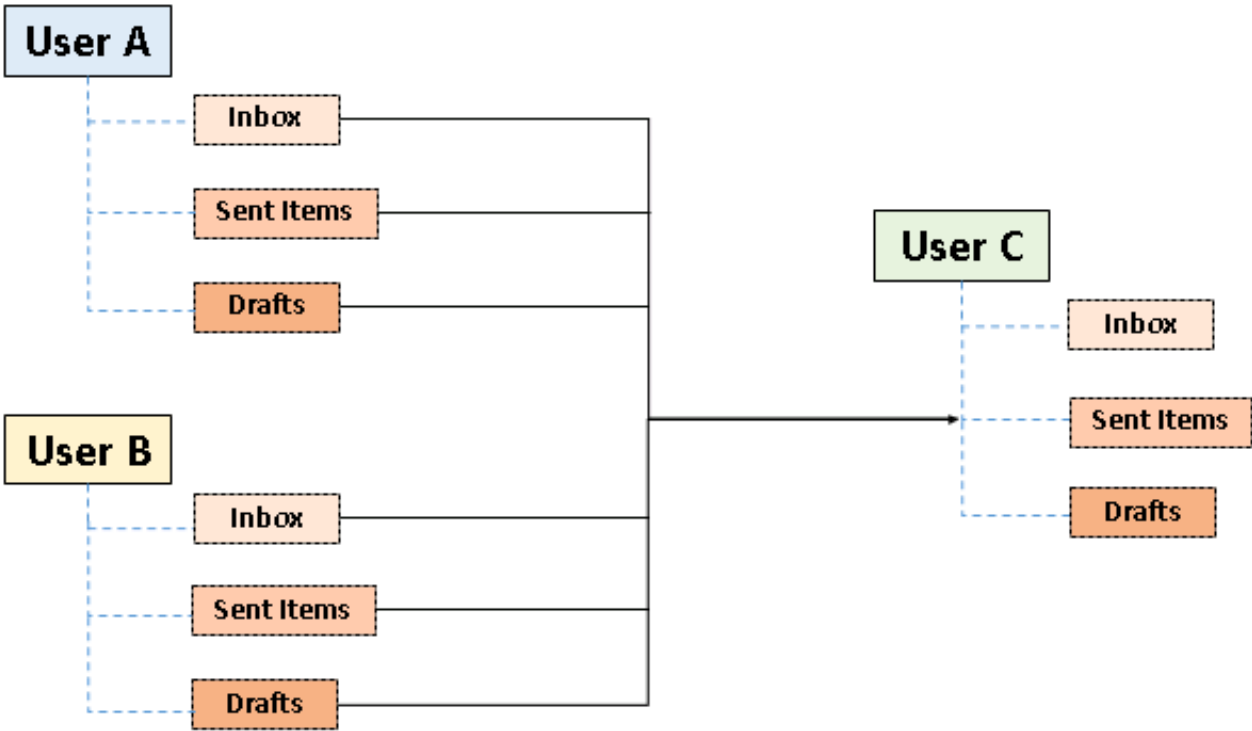 User A
Inbox
Sent Items
Drafts
User B
Inbox
Sent Items
Drafts
User C
Inbox
Sent Items
Drafts